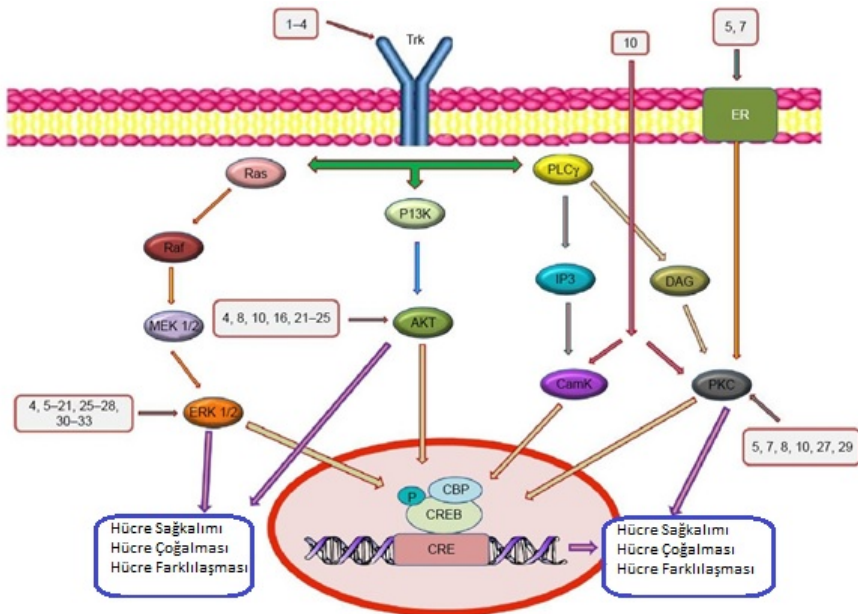 1–4
Trk
10
5, 7
ER
Ras
PLCγ
P13K
Raf
IP3
DAG
MEK 1/2
4, 8, 10, 16, 21–25
AKT
CamK
PKC
4, 5–21, 25–28,
30–33
ERK 1/2
5, 7, 8, 10, 27, 29
P
CBP
CREB
CRE
Hücre Sağkalımı
Hücre Çoğalması
Hücre Farklılaşması
Hücre Sağkalımı
Hücre Çoğalması
Hücre Farklılaşması